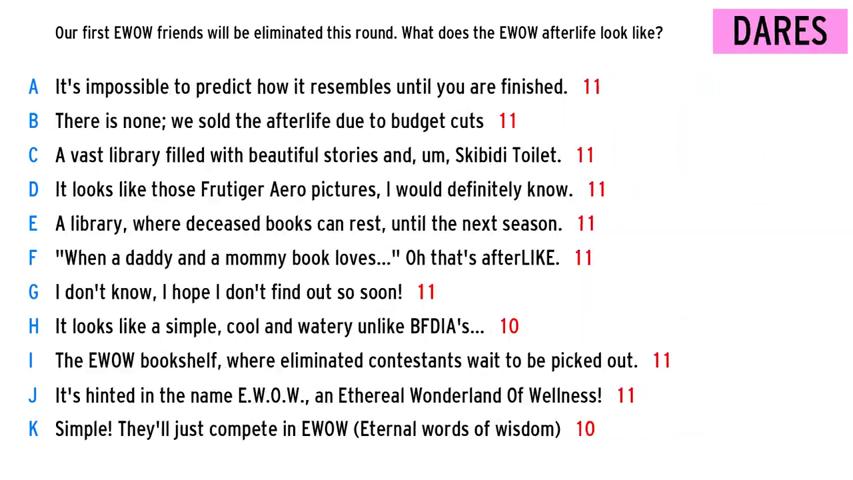 Our first EWOW friends will be eliminated this round. What does the EWOW afterlife look like?
DARES
A It's impossible to predict how it resembles until you are finished. 11
B There is none; we sold the afterlife due to budget cuts 11
C A vast library filled with beautiful stories and, um, Skibidi Toilet. 11
D It looks like those Frutiger Aero pictures, I would definitely know. 11
E A library, where deceased books can rest, until the next season. 11
F "When a daddy and a mommy book loves..." Oh that's afterLIKE. 11
G I don't know, I hope I don't find out so soon! 11
H It looks like a simple, cool and watery unlike BFDIA's... 10
I The EWOW bookshelf, where eliminated contestants wait to be picked out. 11
J It's hinted in the name E.W.O.W., an Ethereal Wonderland Of Wellness! 11
K Simple! They'll just compete in EWOW (Eternal words of wisdom) 10